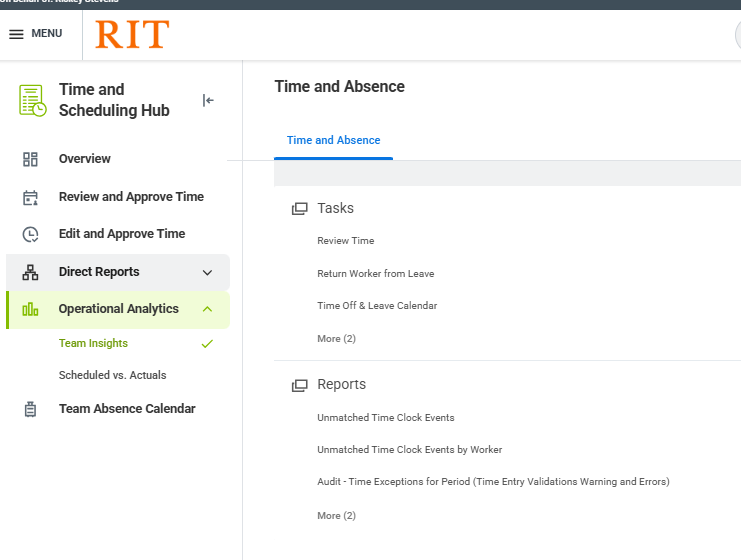 On Behalf Of: Rickey Stevens
MENU
RIT
Time and
Scheduling Hub
Overview
Review and Approve Time
Edit and Approve Time
Direct Reports
Operational Analytics
Team Insights
Scheduled vs. Actuals
Team Absence Calendar
Time and Absence
Time and Absence
Tasks
Review Time
Return Worker from Leave
Time Off & Leave Calendar
More (2)
Reports
Unmatched Time Clock Events
Unmatched Time Clock Events by Worker
Audit - Time Exceptions for Period (Time Entry Validations Warning and Errors)
More (2)